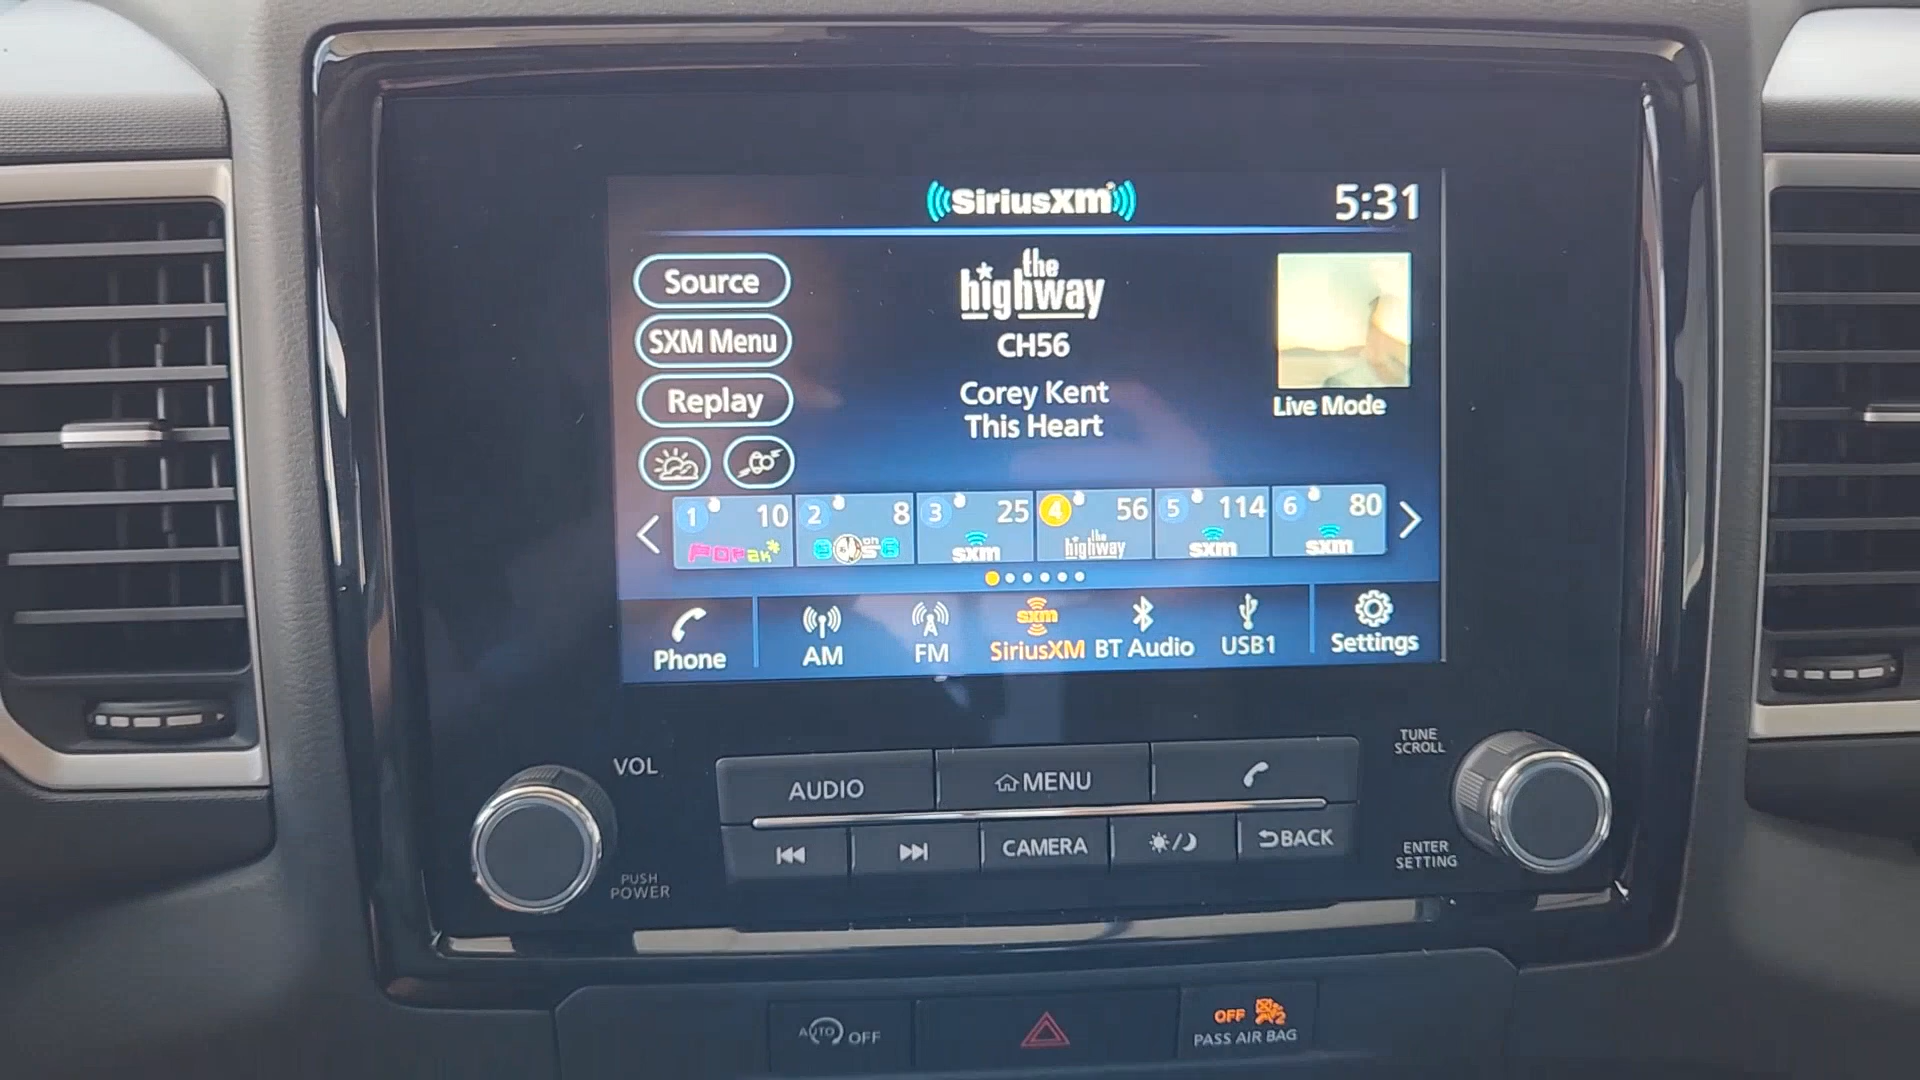 SiriusXM
5:31
Source
SXM Menu
Replay
the
highway
CH56
Corey Kent
This Heart
Live Mode
1 10
2 8
3 25
4 56
5 114
6 80
sxm
the
highway
sxm
sxm
Phone
AM
FM
sxm
SiriusXM
BT Audio
USB1
Settings
VOL
PUSH
POWER
AUDIO
MENU
CAMERA
BACK
TUNE
SCROLL
ENTER
SETTING
AUTO OFF
OFF 2
PASS AIR BAG